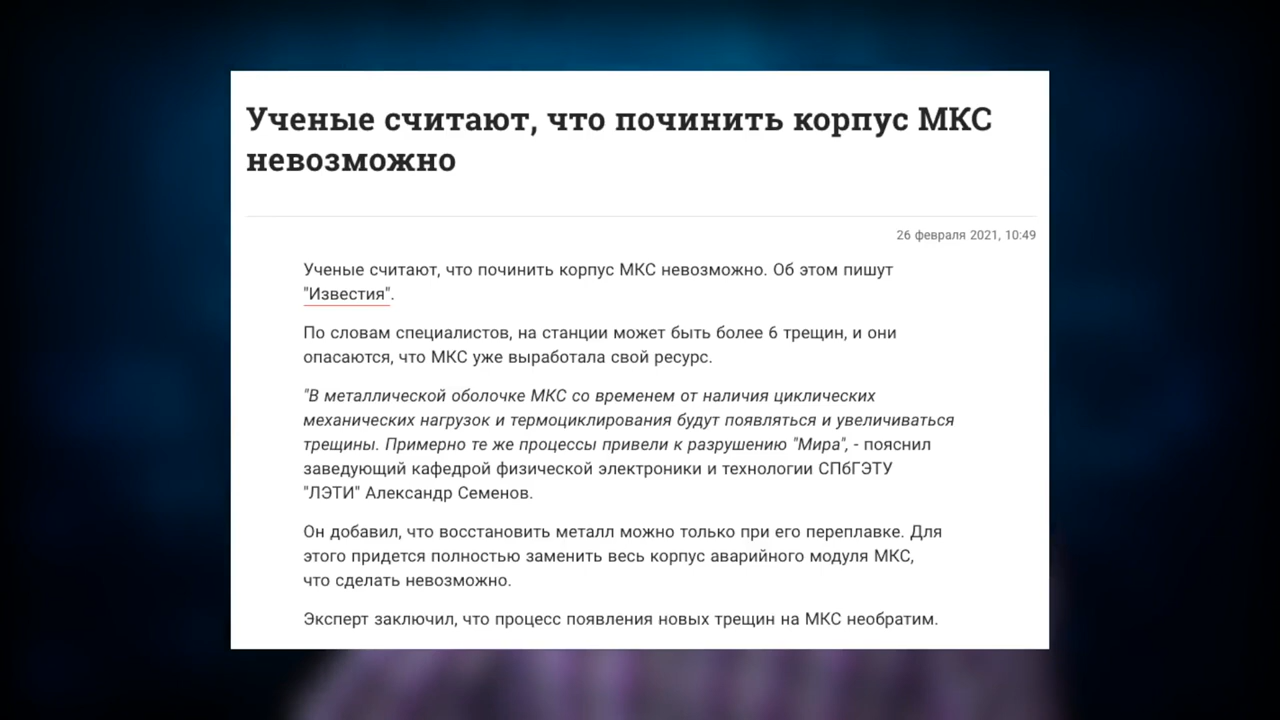 Ученые считают, что починить корпус МКС
невозможно
26 февраля 2021, 10:49
Ученые считают, что починить корпус МКС невозможно. Об этом пишут
"Известия".
По словам специалистов, на станции может быть более 6 трещин, и они
опасаются, что МКС уже выработала свой ресурс.
"В металлической оболочке МКС со временем от наличия циклических
механических нагрузок и термоциклирования будут появляться и увеличиваться
трещины. Примерно те же процессы привели к разрушению "Мира", - пояснил
заведующий кафедрой физической электроники и технологии СПбГЭТУ
"ЛЭТИ" Александр Семенов.
Он добавил, что восстановить металл можно только при его переплавке. Для
этого придется полностью заменить весь корпус аварийного модуля МКС,
что сделать невозможно.
Эксперт заключил, что процесс появления новых трещин на МКС необратим.